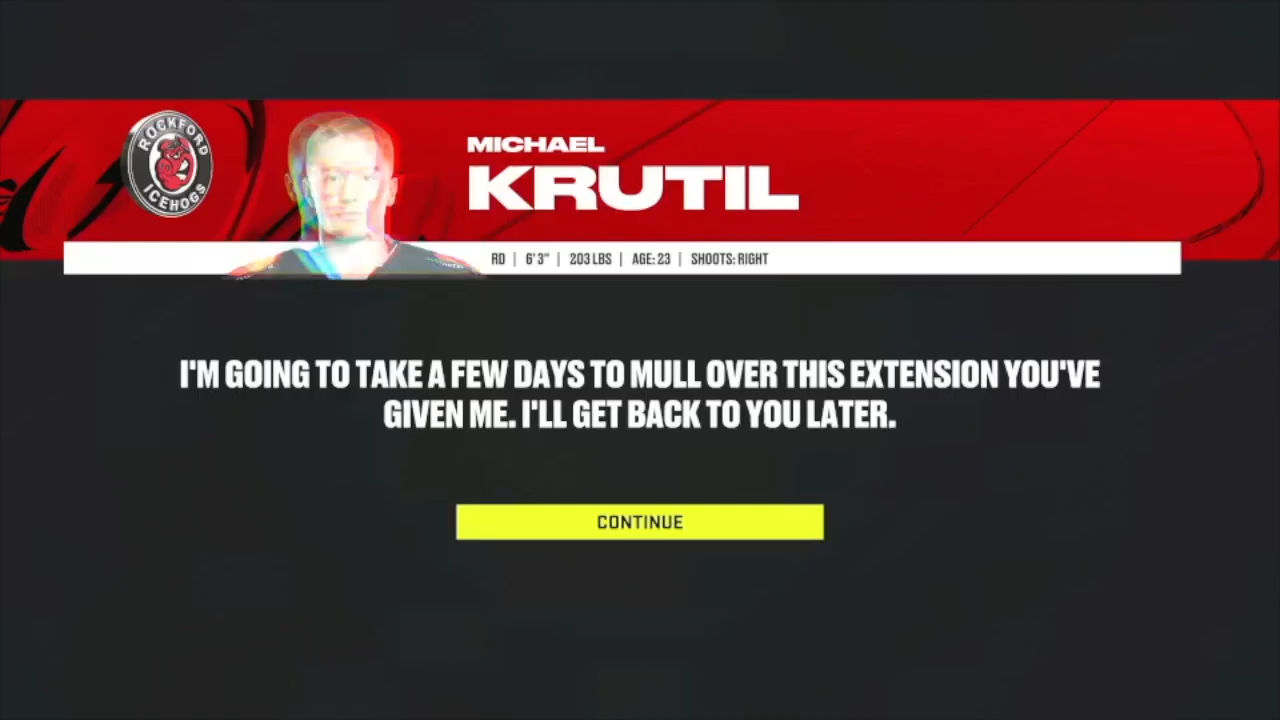 ROCKFORD
ICEHOGS
MICHAEL
KRUTIL
RD | 6' 3" | 203 LBS | AGE: 23 | SHOOTS: RIGHT
I'M GOING TO TAKE A FEW DAYS TO MULL OVER THIS EXTENSION YOU'VE
GIVEN ME. I'LL GET BACK TO YOU LATER.
CONTINUE